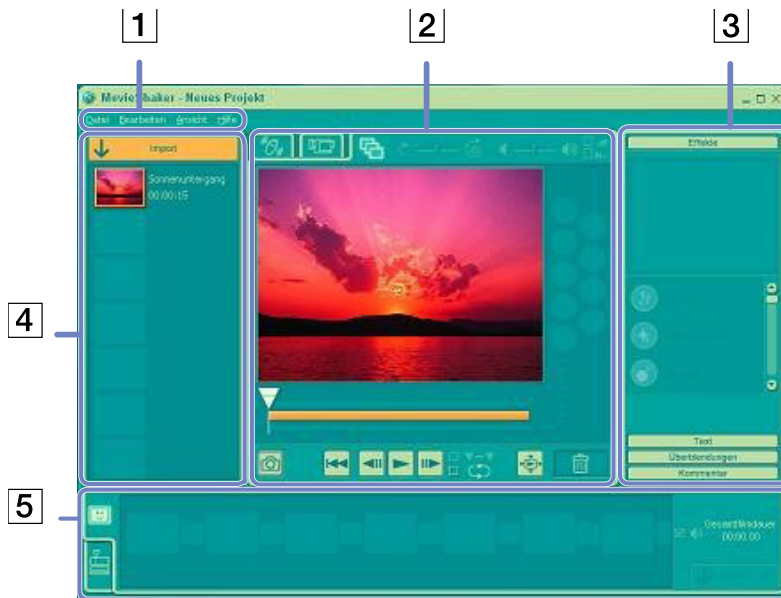 1
2
3
MovieShaker - Neues Projekt
Datei Bearbeiten Ansicht Hilfe
Import
Effekte
Sonnenuntergang
00:00:15
4
Text
Überblendungen
Kommentar
5
Gesamtfilmdauer
00:00.00